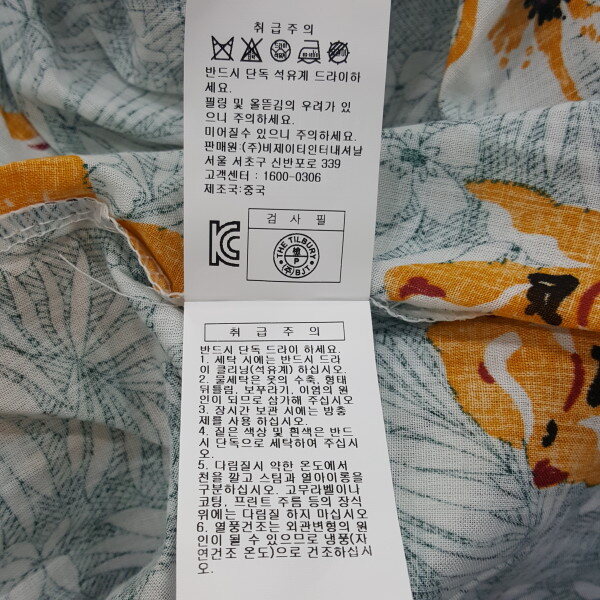 취 급 주 의
반드시 단독 석유계 드라이하
세요.
필링 및 올뜯김의 우려가 있
으니 주의하세요.
미어질수 있으니 주의하세요.
판매원:(주)비제이티인터내셔날
서울 서초구 신반포로 339
고객센터: 1600-0306
제조국:중국
검 사 필
THE TILBURY
P
(주)BJT
취 급 주 의
반드시 단독 드라이 하세요.
1. 세탁 시에는 반드시 드라
이 크리닝(석유계) 하십시오
2. 물세탁은 옷의 수축, 형태
뒤틀림, 보푸라기, 이염의 원
인이 되므로 삼가해 주십시오
3. 장시간 보관 시에는 방충
제를 사용 하십시오
4. 짙은 색상 및 흰색은 반드
시 단독으로 세탁하여 주십시
오.
5. 다림질시 약한 온도에서
천을 깔고 스팀과 열아이롱을
구분하십시오. 고무라벨이나
코팅, 프린트 주름 등의 장식
위에는 다림질 하지 마십시오
6. 열풍건조는 외관변형의 원
인이 될 수 있으므로 냉풍(자
연건조 온도)으로 건조하십시
오.